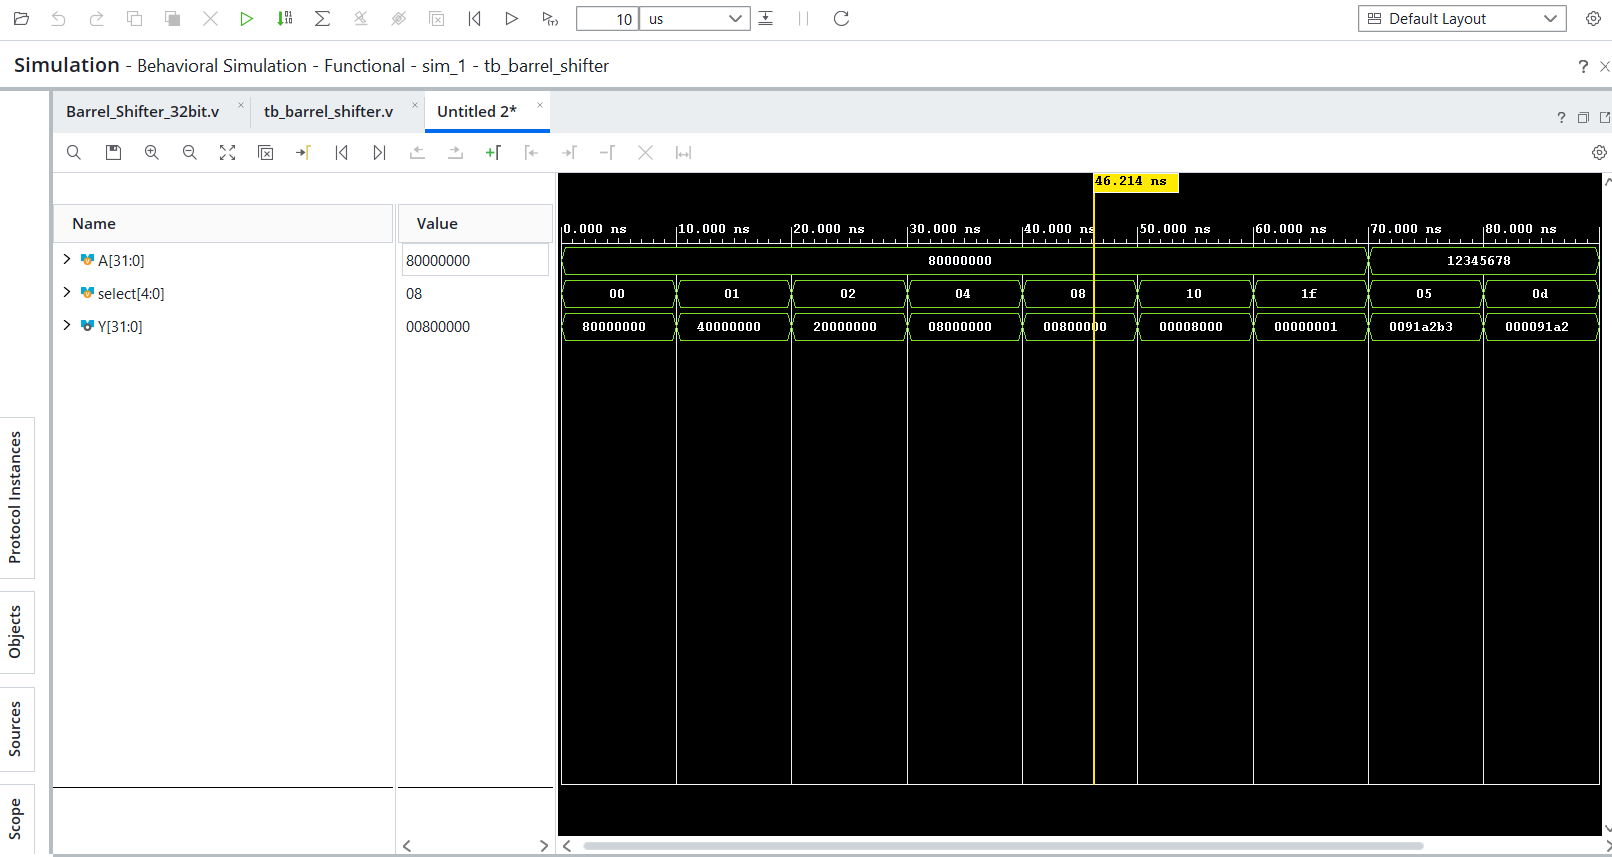 10 us
Default Layout
Simulation - Behavioral Simulation - Functional - sim_1 - tb_barrel_shifter
Barrel_Shifter_32bit.v
tb_barrel_shifter.v
Untitled 2*
46.214 ns
Name Value
0.000 ns 10.000 ns 20.000 ns 30.000 ns 40.000 ns 50.000 ns 60.000 ns 70.000 ns 80.000 ns
A[31:0] 80000000 80000000 12345678
select[4:0] 08 00 01 02 04 08 10 1f 05 0d
Y[31:0] 00800000 80000000 40000000 20000000 08000000 00800000 00008000 00000001 0091a2b3 000091a2
Protocol Instances
Objects
Sources
Scope